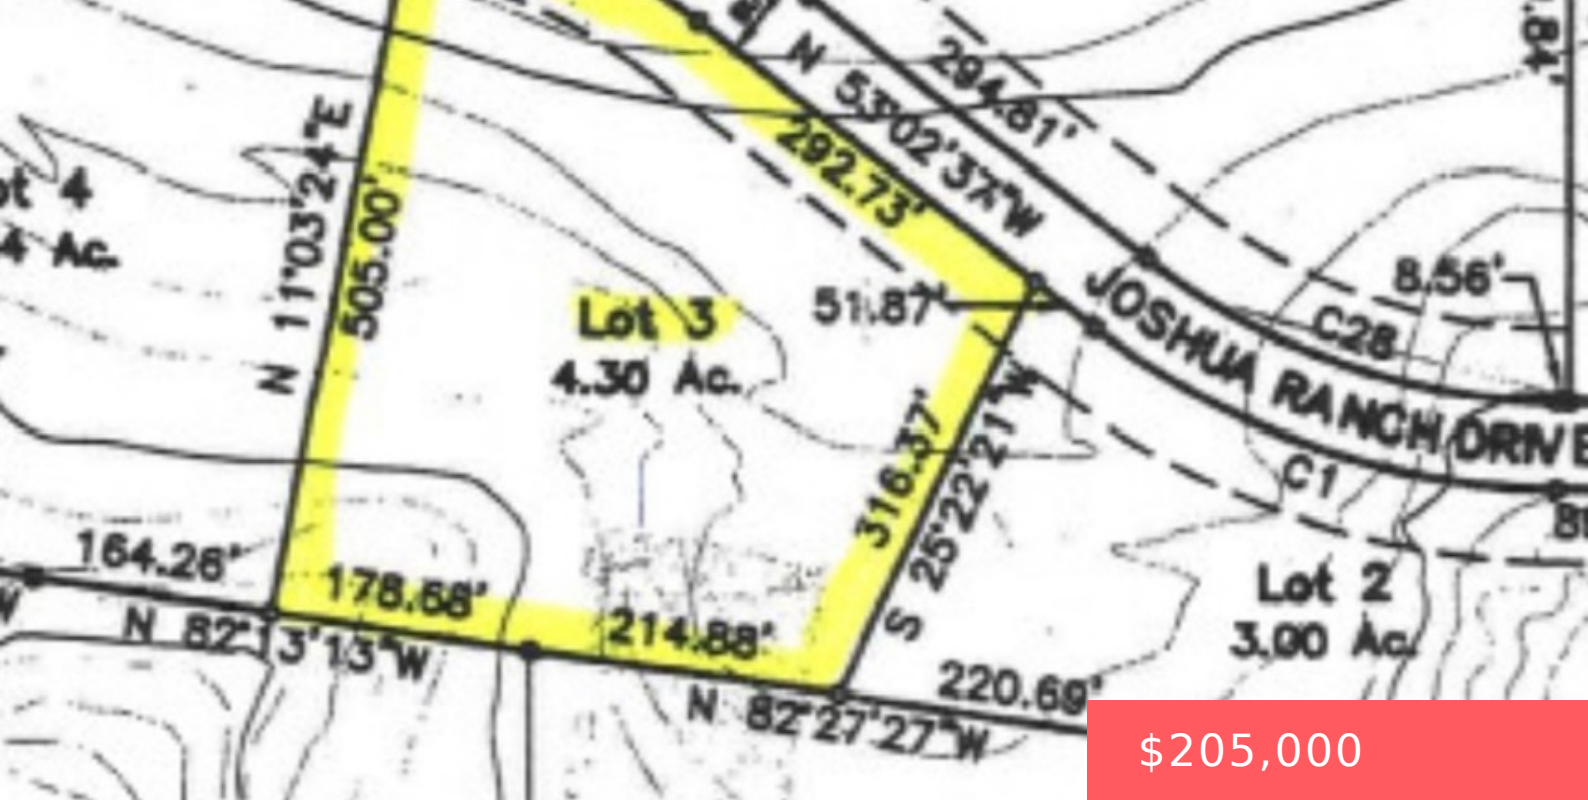 294.81'
N 53°02'37"W
292.73'
N 11°03'24"E
505.00'
4 Ac.
51.87'
Lot 3
4.30 Ac.
JOSHUA RANCH DRIVE
8.56'
C28
C1
316.37'
S 25°22'21"W
164.26'
178.68'
214.88'
N 82°13'13"W
N 82°27'27"W
220.69'
Lot 2
3.00 Ac.
$205,000